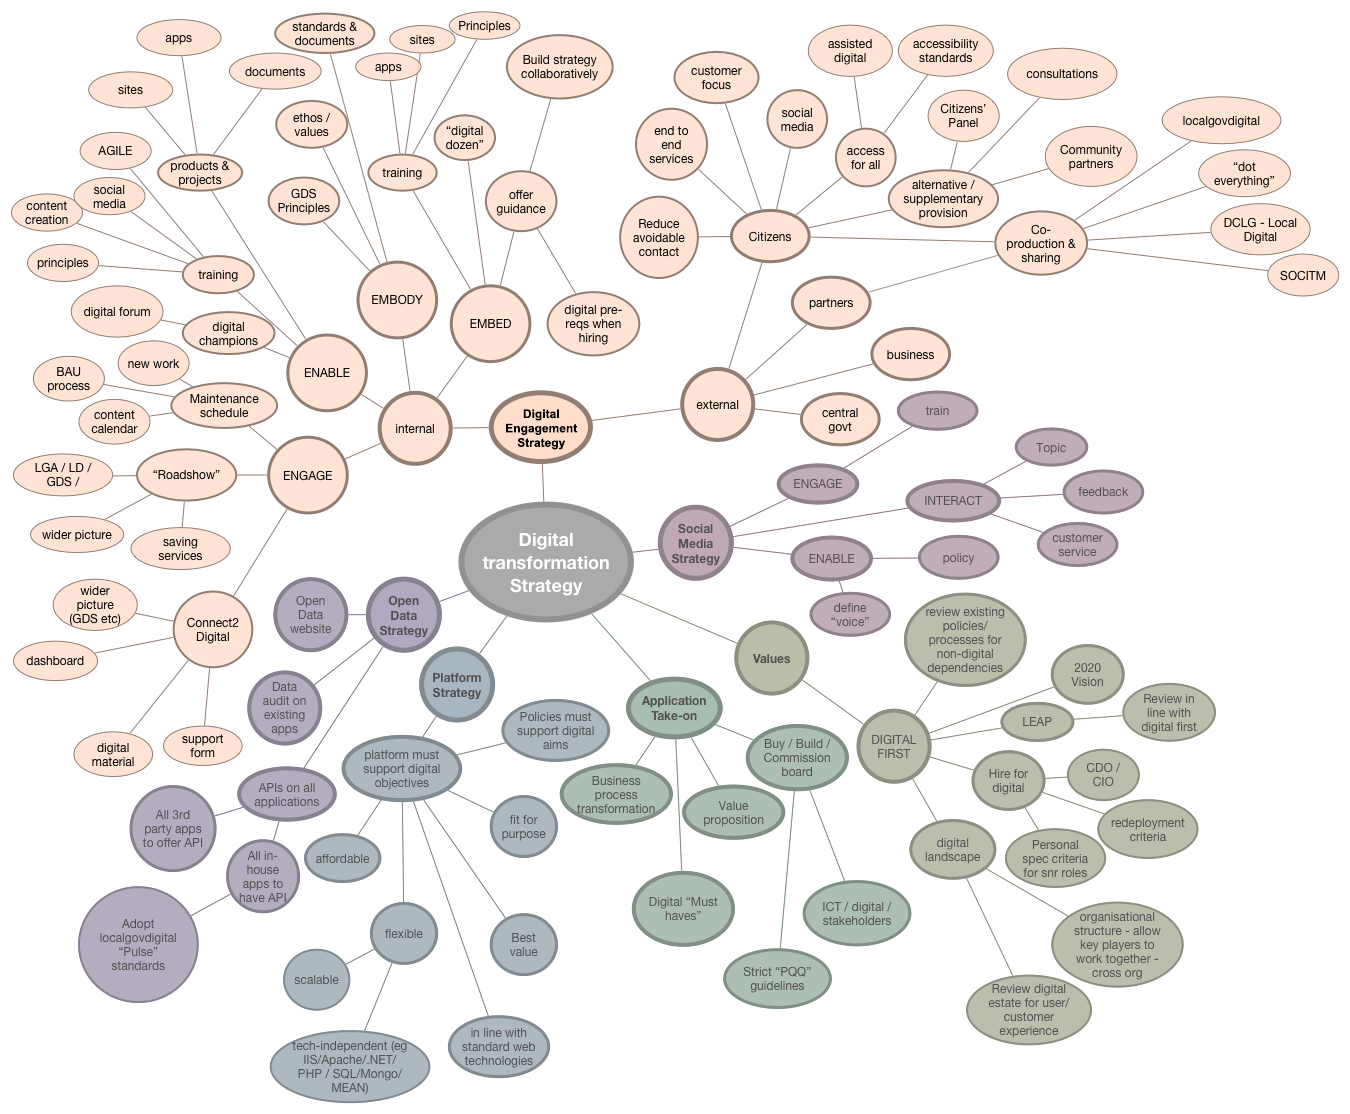 apps
sites
documents
products &
projects
standards &
documents
sites
Principles
apps
Build strategy
collaboratively
ethos /
values
"digital
dozen"
training
GDS
Principles
offer
guidance
AGILE
social
media
content
creation
principles
training
digital forum
digital
champions
new work
BAU
process
Maintenance
schedule
content
calendar
EMBODY
EMBED
digital pre-
reqs when
hiring
ENABLE
internal
ENGAGE
LGA / LD /
GDS /
"Roadshow"
wider picture
saving
services
wider
picture
(GDS etc)
Connect2
Digital
dashboard
digital
material
support
form
Digital
Engagement
Strategy
customer
focus
assisted
digital
accessibility
standards
consultations
end to
end
services
social
media
access
for all
Citizens'
Panel
Community
partners
localgovdigital
"dot
everything"
alternative /
supplementary
provision
Reduce
avoidable
contact
Citizens
Co-
production &
sharing
DCLG - Local
Digital
SOCITM
partners
business
external
central
govt
Digital
transformation
Strategy
Social
Media
Strategy
train
ENGAGE
Topic
INTERACT
feedback
customer
service
ENABLE
policy
define
"voice"
Open
Data
website
Open
Data
Strategy
Data
audit on
existing
apps
APIs on all
applications
All 3rd
party apps
to offer API
All in-
house
apps to
have API
Adopt
localgovdigital
"Pulse"
standards
Platform
Strategy
Policies must
support digital
aims
platform must
support digital
objectives
fit for
purpose
affordable
flexible
Best
value
scalable
tech-independent (eg
IIS/Apache/.NET/
PHP / SQL/Mongo/
MEAN)
in line with
standard web
technologies
Application
Take-on
Business
process
transformation
Value
proposition
Buy / Build /
Commission
board
Digital "Must
haves"
ICT / digital /
stakeholders
Strict "PQQ"
guidelines
Values
review existing
policies/
processes for
non-digital
dependencies
2020
Vision
LEAP
Review in
line with
digital first
DIGITAL
FIRST
Hire for
digital
CDO /
CIO
redeployment
criteria
Personal
spec criteria
for snr roles
digital
landscape
organisational
structure - allow
key players to
work together -
cross org
Review digital
estate for user/
customer
experience